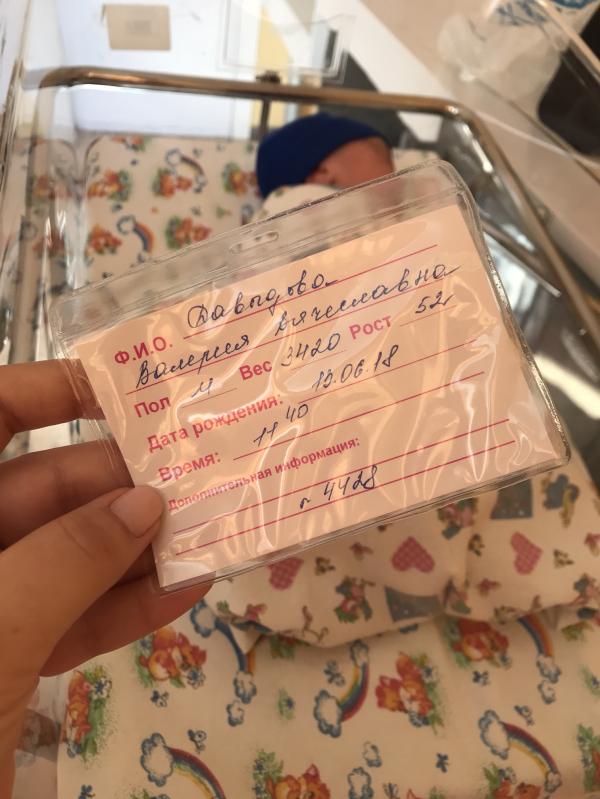 Давыдова
Ф.И.О. Валерия Вячеславна
Пол м Вес 3420 Рост 52
Дата рождения: 13.06.18
Время: 11 40
Дополнительная информация:
4428